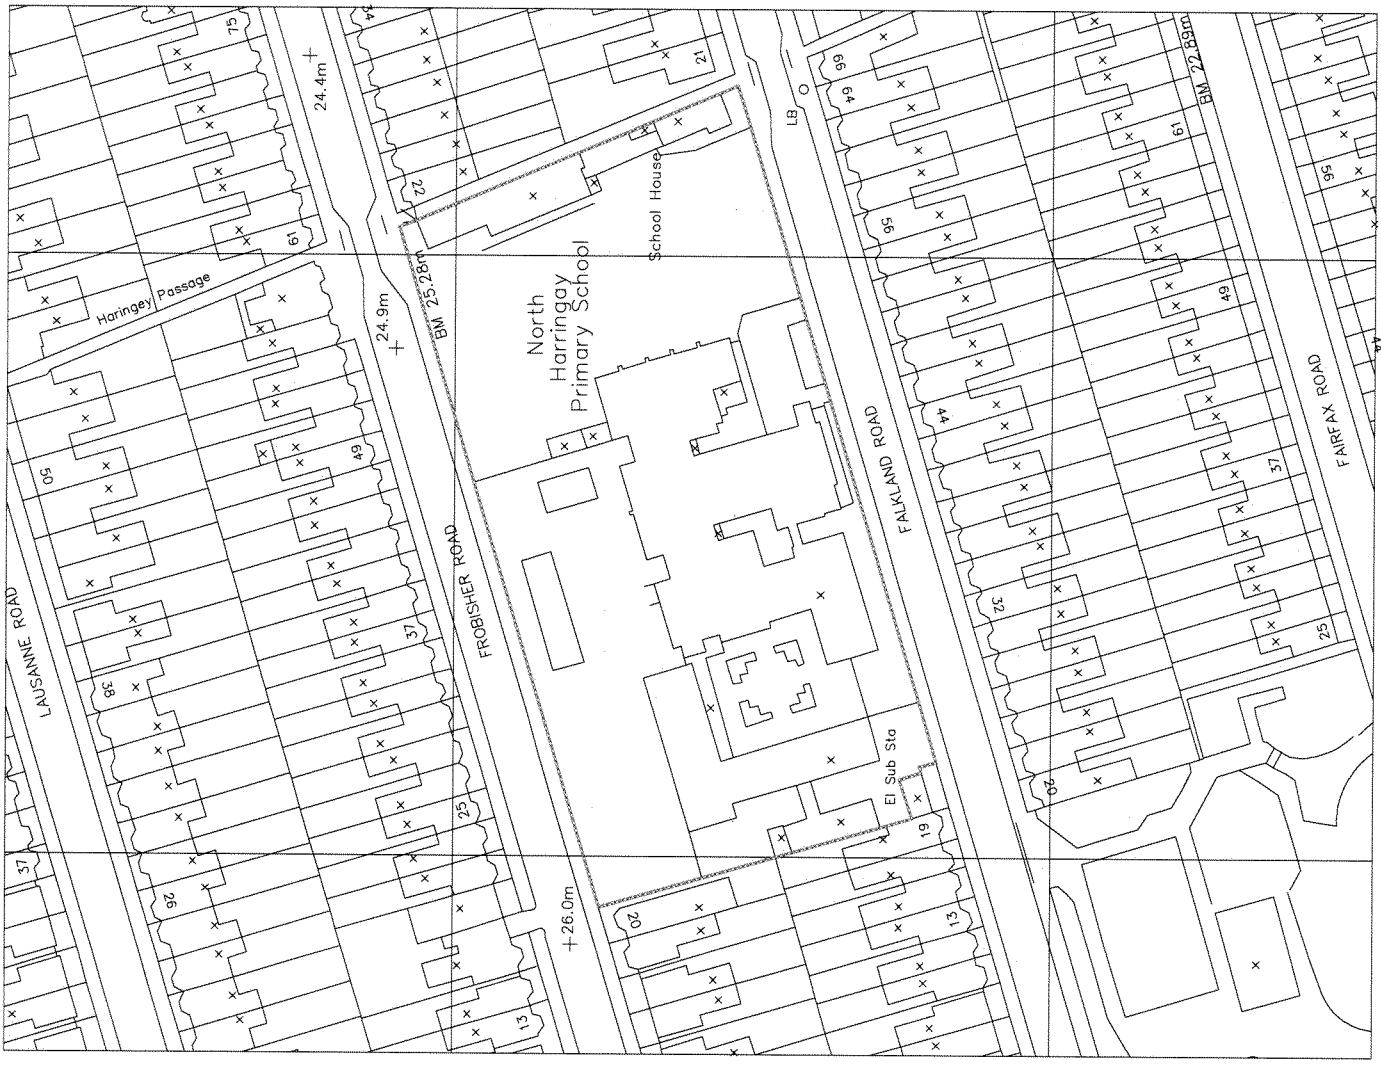 75
34
24.4m
21
66
64
LB
BM 22.89m
61
56
22
School House
61
56
Haringey Passage
24.9m
BM 25.28m
North
Harringay
Primary School
49
FAIRFAX ROAD
44
FALKLAND ROAD
50
49
37
FROBISHER ROAD
LAUSANNE ROAD
37
32
25
38
El Sub Sta
20
25
19
37
26
26.0m
20
13
13